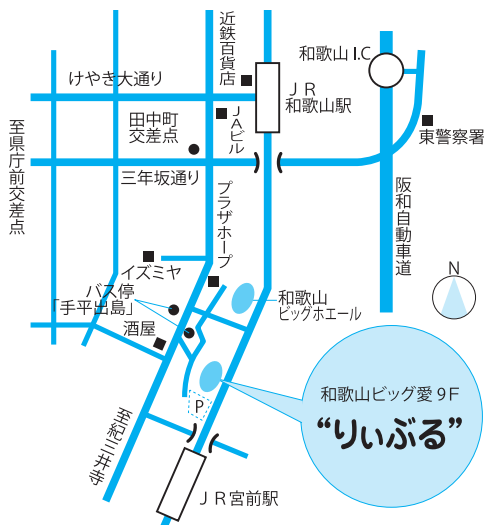 近鉄百貨店
けやき大通り
JR
和歌山駅
和歌山 I.C
JAビル
田中町
交差点
東警察署
三年坂通り
至県庁前交差点
プラザホープ
阪和自動車道
イズミヤ
バス停
「手平出島」
酒屋
和歌山
ビッグホエール
N
和歌山ビッグ愛 9F
“りぃぶる”
P
至紀三井寺
JR宮前駅